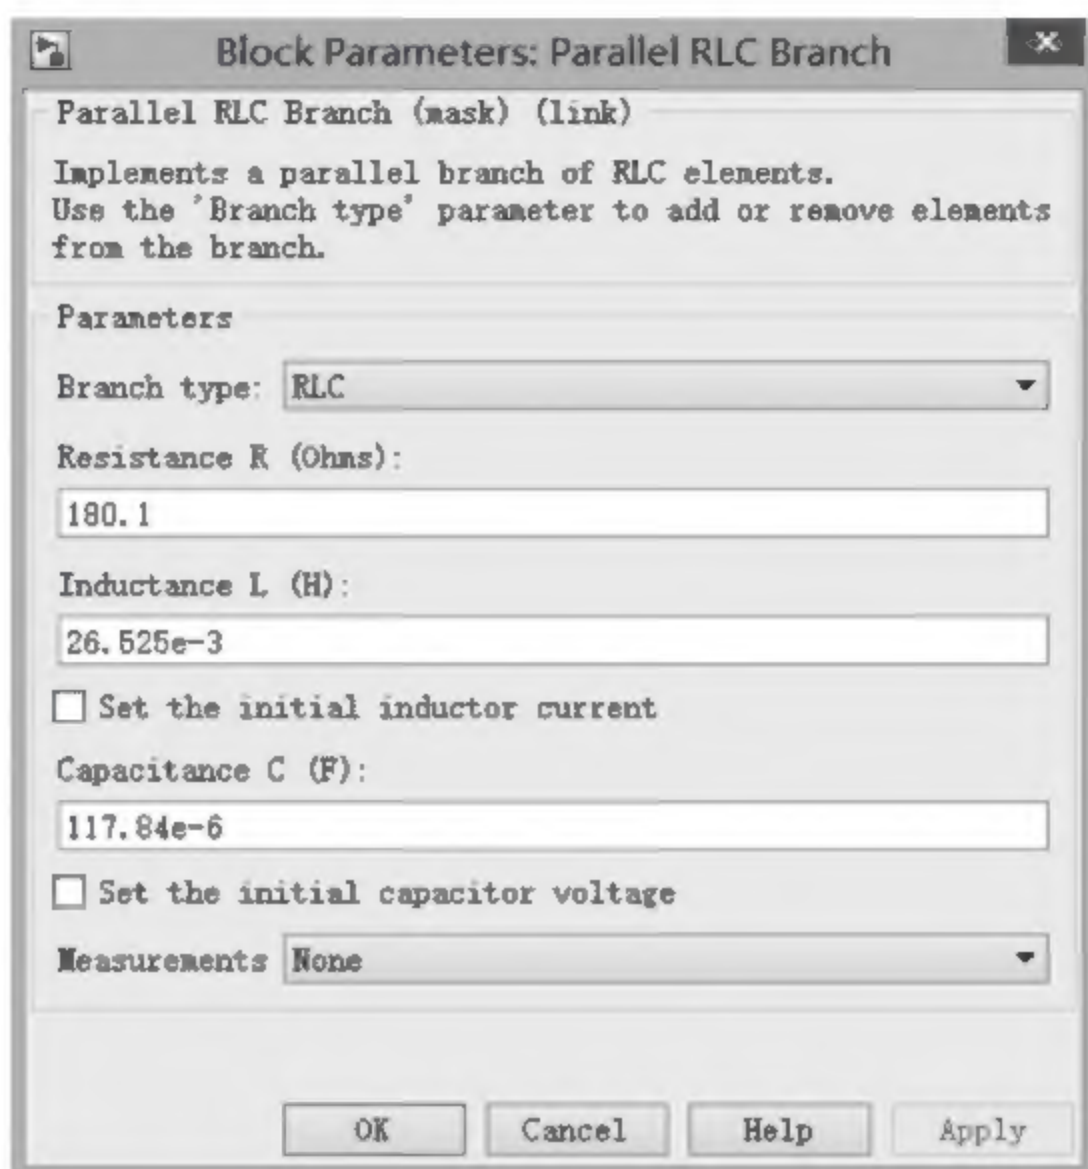 Block Parameters: Parallel RLC Branch
Parallel RLC Branch (mask) (link)
Implements a parallel branch of RLC elements.
Use the 'Branch type' parameter to add or remove elements
from the branch.
Parameters
Branch type: RLC
Resistance R (Ohms):
180.1
Inductance L (H):
26.525e-3
Set the initial inductor current
Capacitance C (F):
117.84e-6
Set the initial capacitor voltage
Measurements None
OK Cancel Help Apply